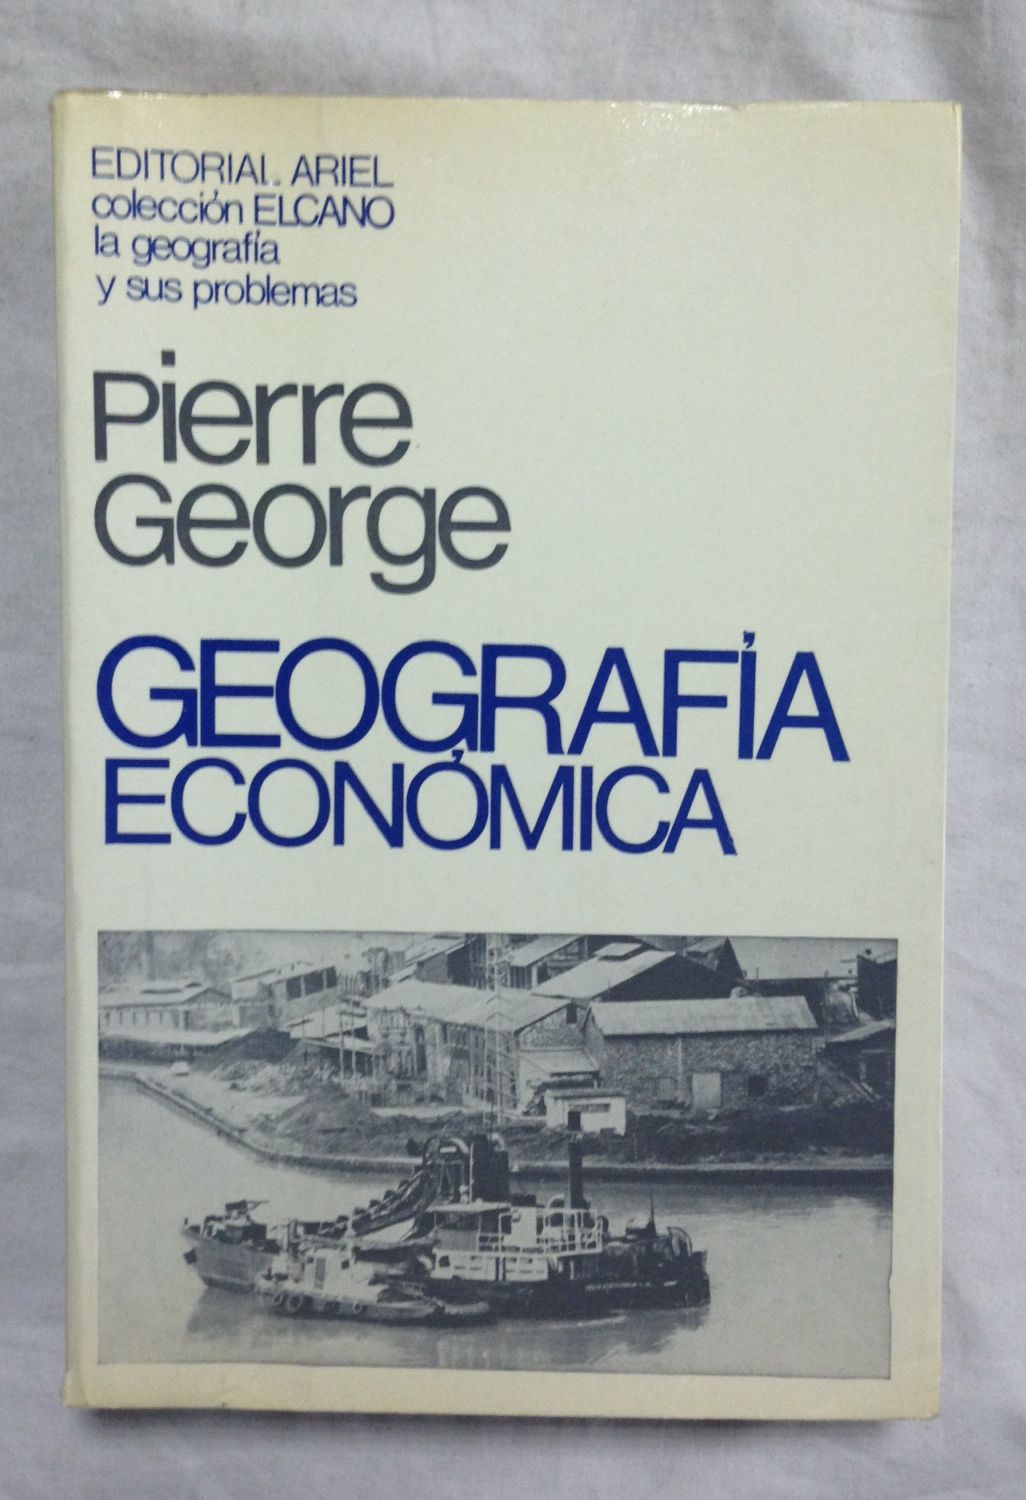 EDITORIAL ARIEL
colección ELCANO
la geografía
y sus problemas
Pierre
George
GEOGRAFÍA
ECONÓMICA